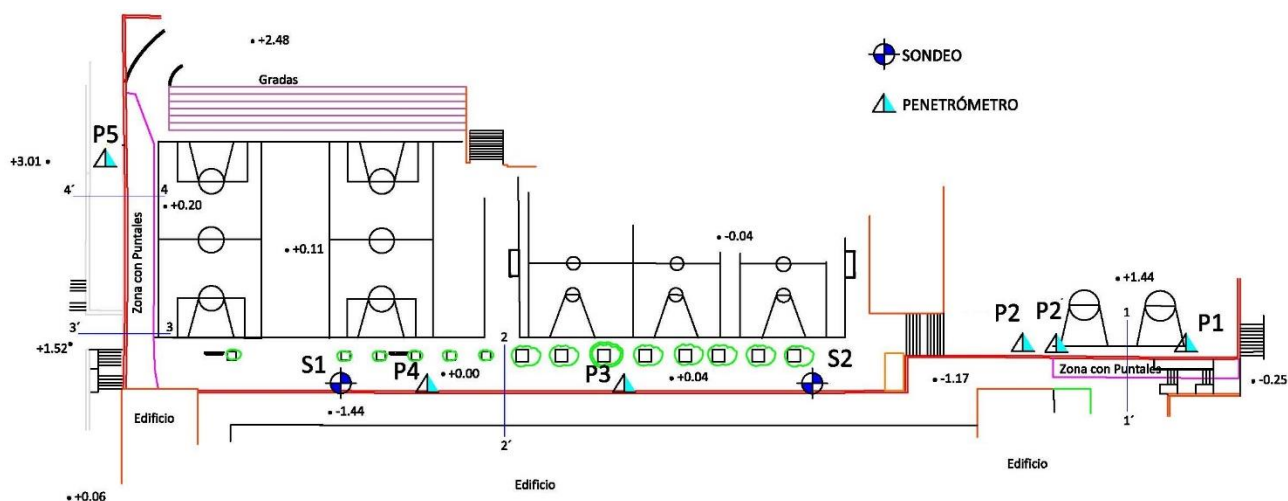 +2.48
SONDEO
Gradas
PENETRÓMETRO
P5
+3.01
4´
4
+0.20
Zona con Puntales
+0.11
-0.04
+1.44
3´
3
+1.52
2
1
P2
P2´
P1
S1
P4
+0.00
P3
+0.04
S2
-1.17
Zona con Puntales
-0.25
Edificio
-1.44
2´
1´
Edificio
Edificio
+0.06